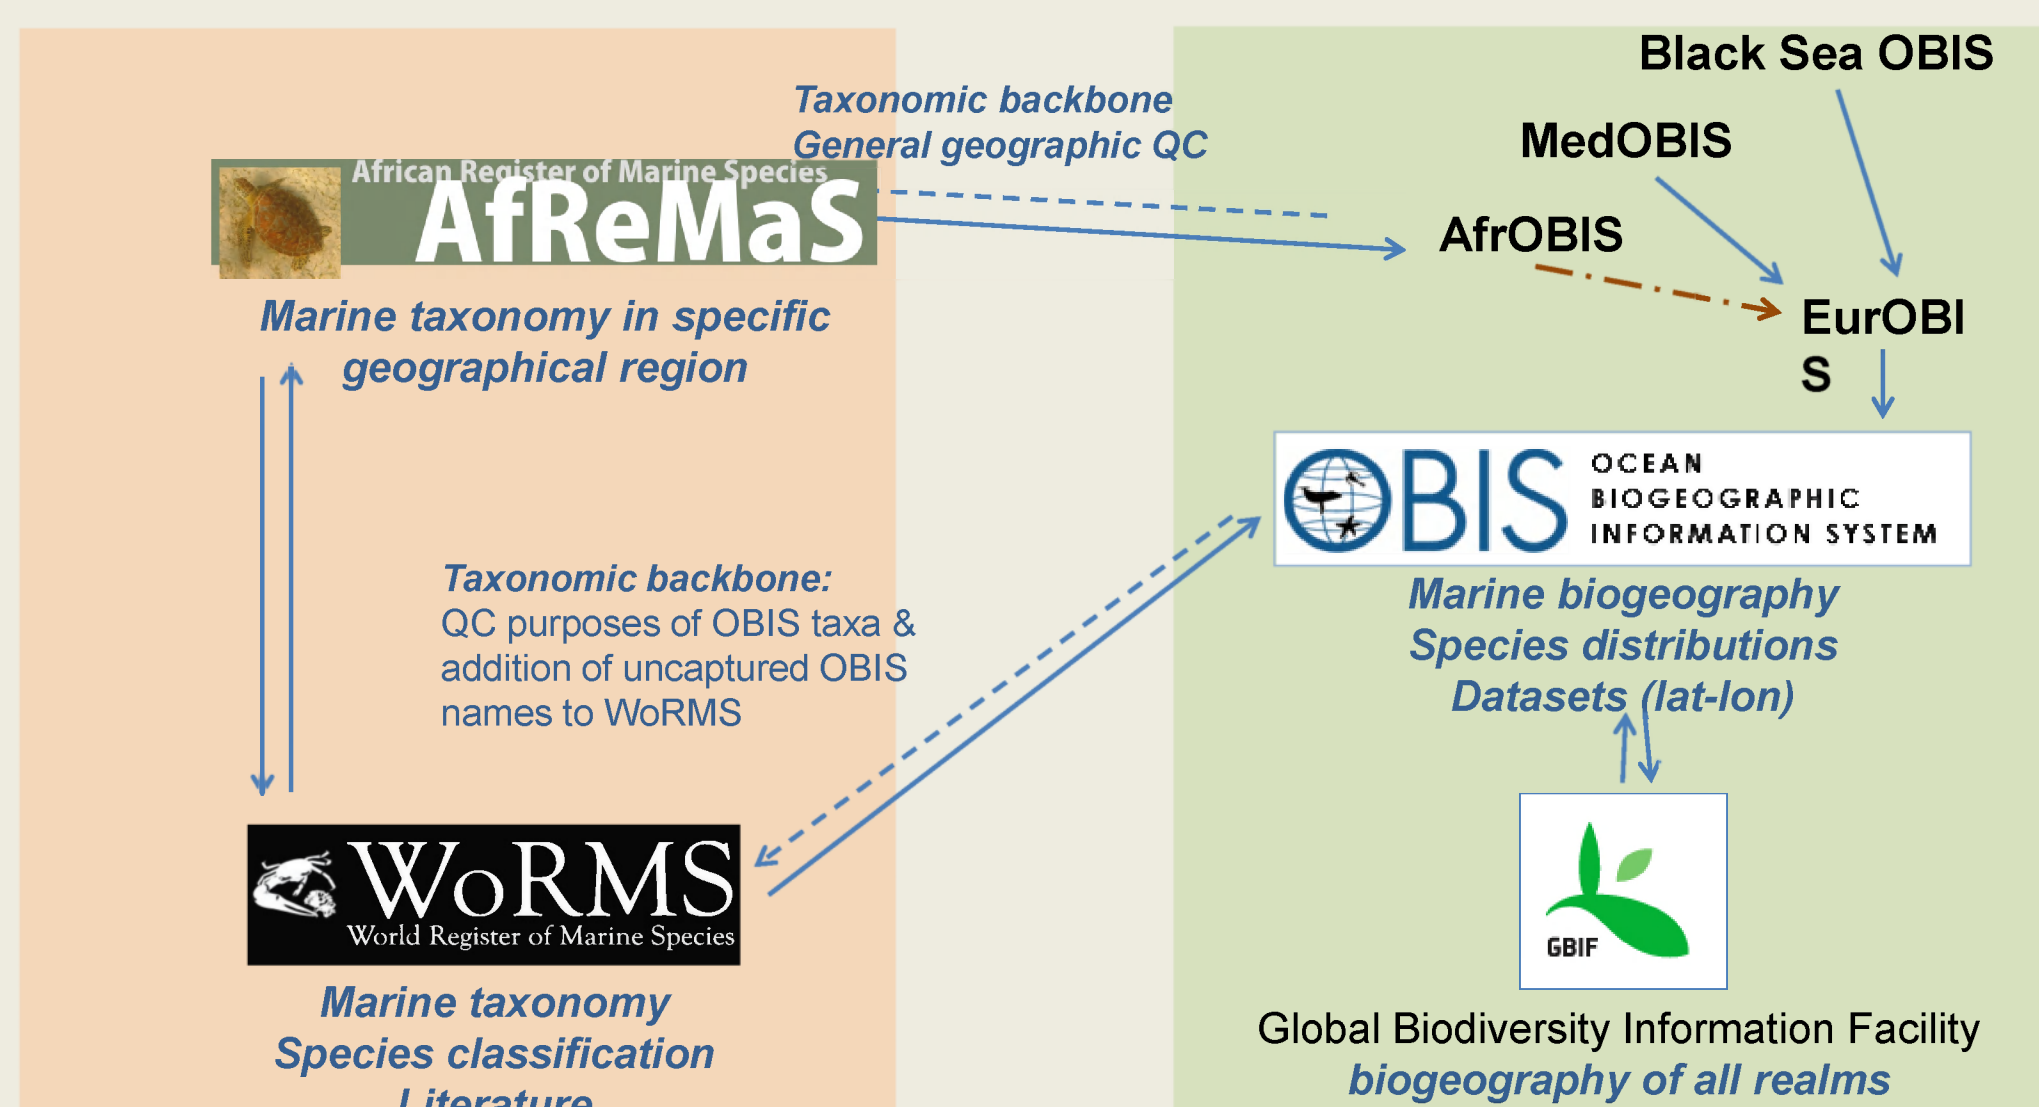 Black Sea OBIS
Taxonomic backbone
General geographic QC
MedOBIS
African Register of Marine Species
AfReMaS
AfrOBIS
Marine taxonomy in specific
geographical region
EurOBI
S
OBIS
OCEAN
BIOGEOGRAPHIC
INFORMATION SYSTEM
Taxonomic backbone:
QC purposes of OBIS taxa &
addition of uncaptured OBIS
names to WoRMS
Marine biogeography
Species distributions
Datasets (lat-lon)
WoRMS
World Register of Marine Species
GBIF
Marine taxonomy
Species classification
Literature
Global Biodiversity Information Facility
biogeography of all realms